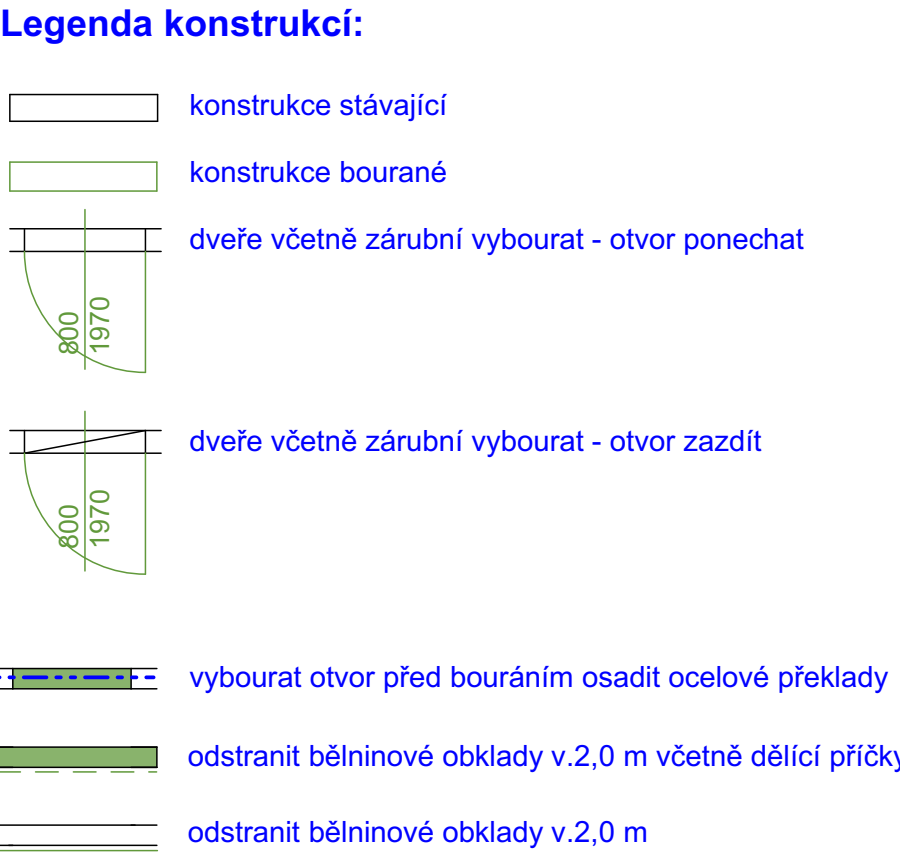 Legenda konstrukcí:
konstrukce stávající
konstrukce bourané
dveře včetně zárubní vybourat - otvor ponechat
800
1970
dveře včetně zárubní vybourat - otvor zazdít
800
1970
vybourat otvor před bouráním osadit ocelové překlady
odstranit bělninové obklady v.2,0 m včetně dělící příčky
odstranit bělninové obklady v.2,0 m